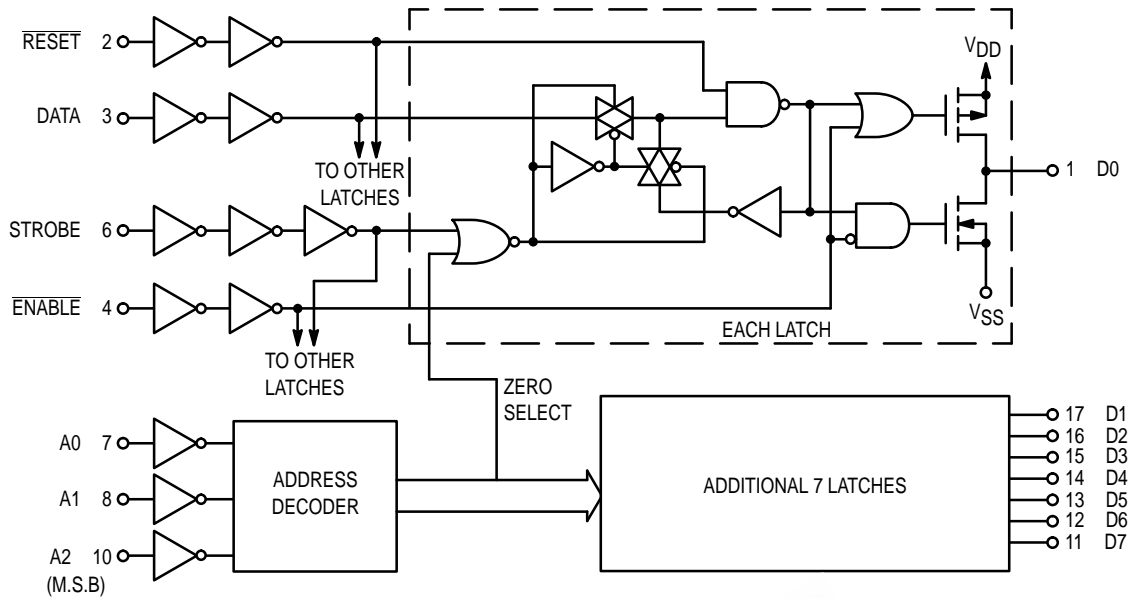 RESET 2
DATA 3
TO OTHER
LATCHES
STROBE 6
ENABLE 4
TO OTHER
LATCHES
VDD
1 D0
VSS
EACH LATCH
ZERO
SELECT
A0 7
A1 8
A2 10
(M.S.B)
ADDRESS
DECODER
ADDITIONAL 7 LATCHES
17 D1
16 D2
15 D3
14 D4
13 D5
12 D6
11 D7